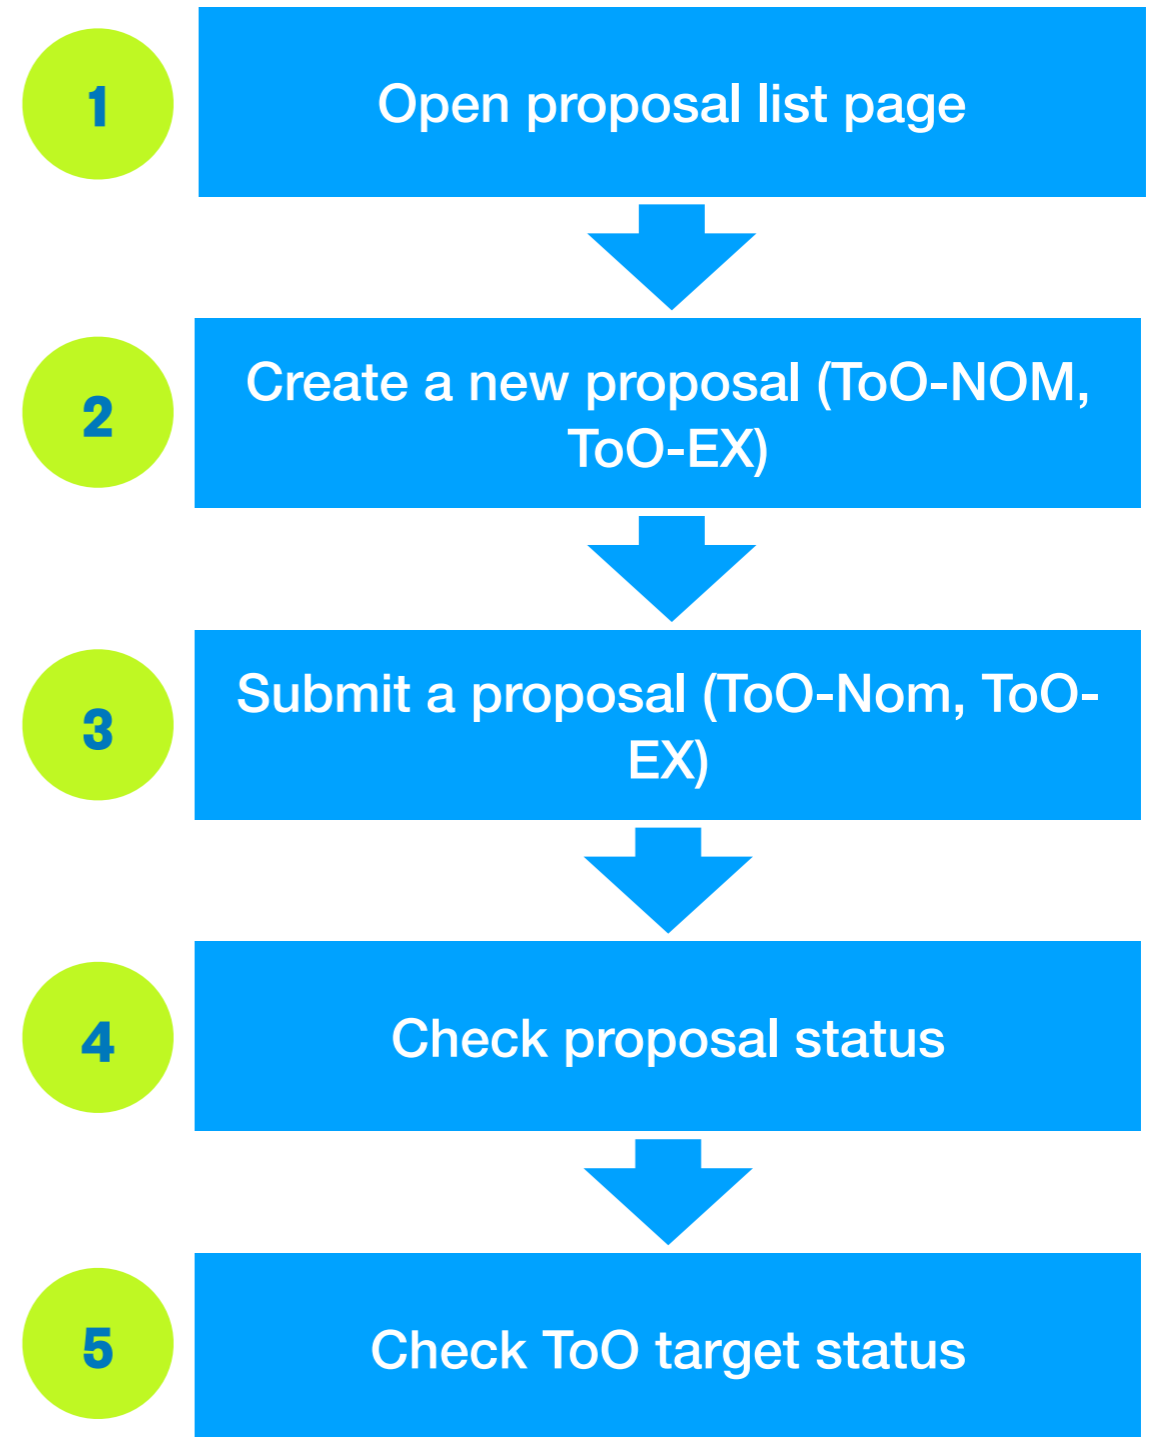 1
Open proposal list page
2
Create a new proposal (ToO-NOM,
ToO-EX)
3
Submit a proposal (ToO-Nom, ToO-
EX)
4
Check proposal status
5
Check ToO target status